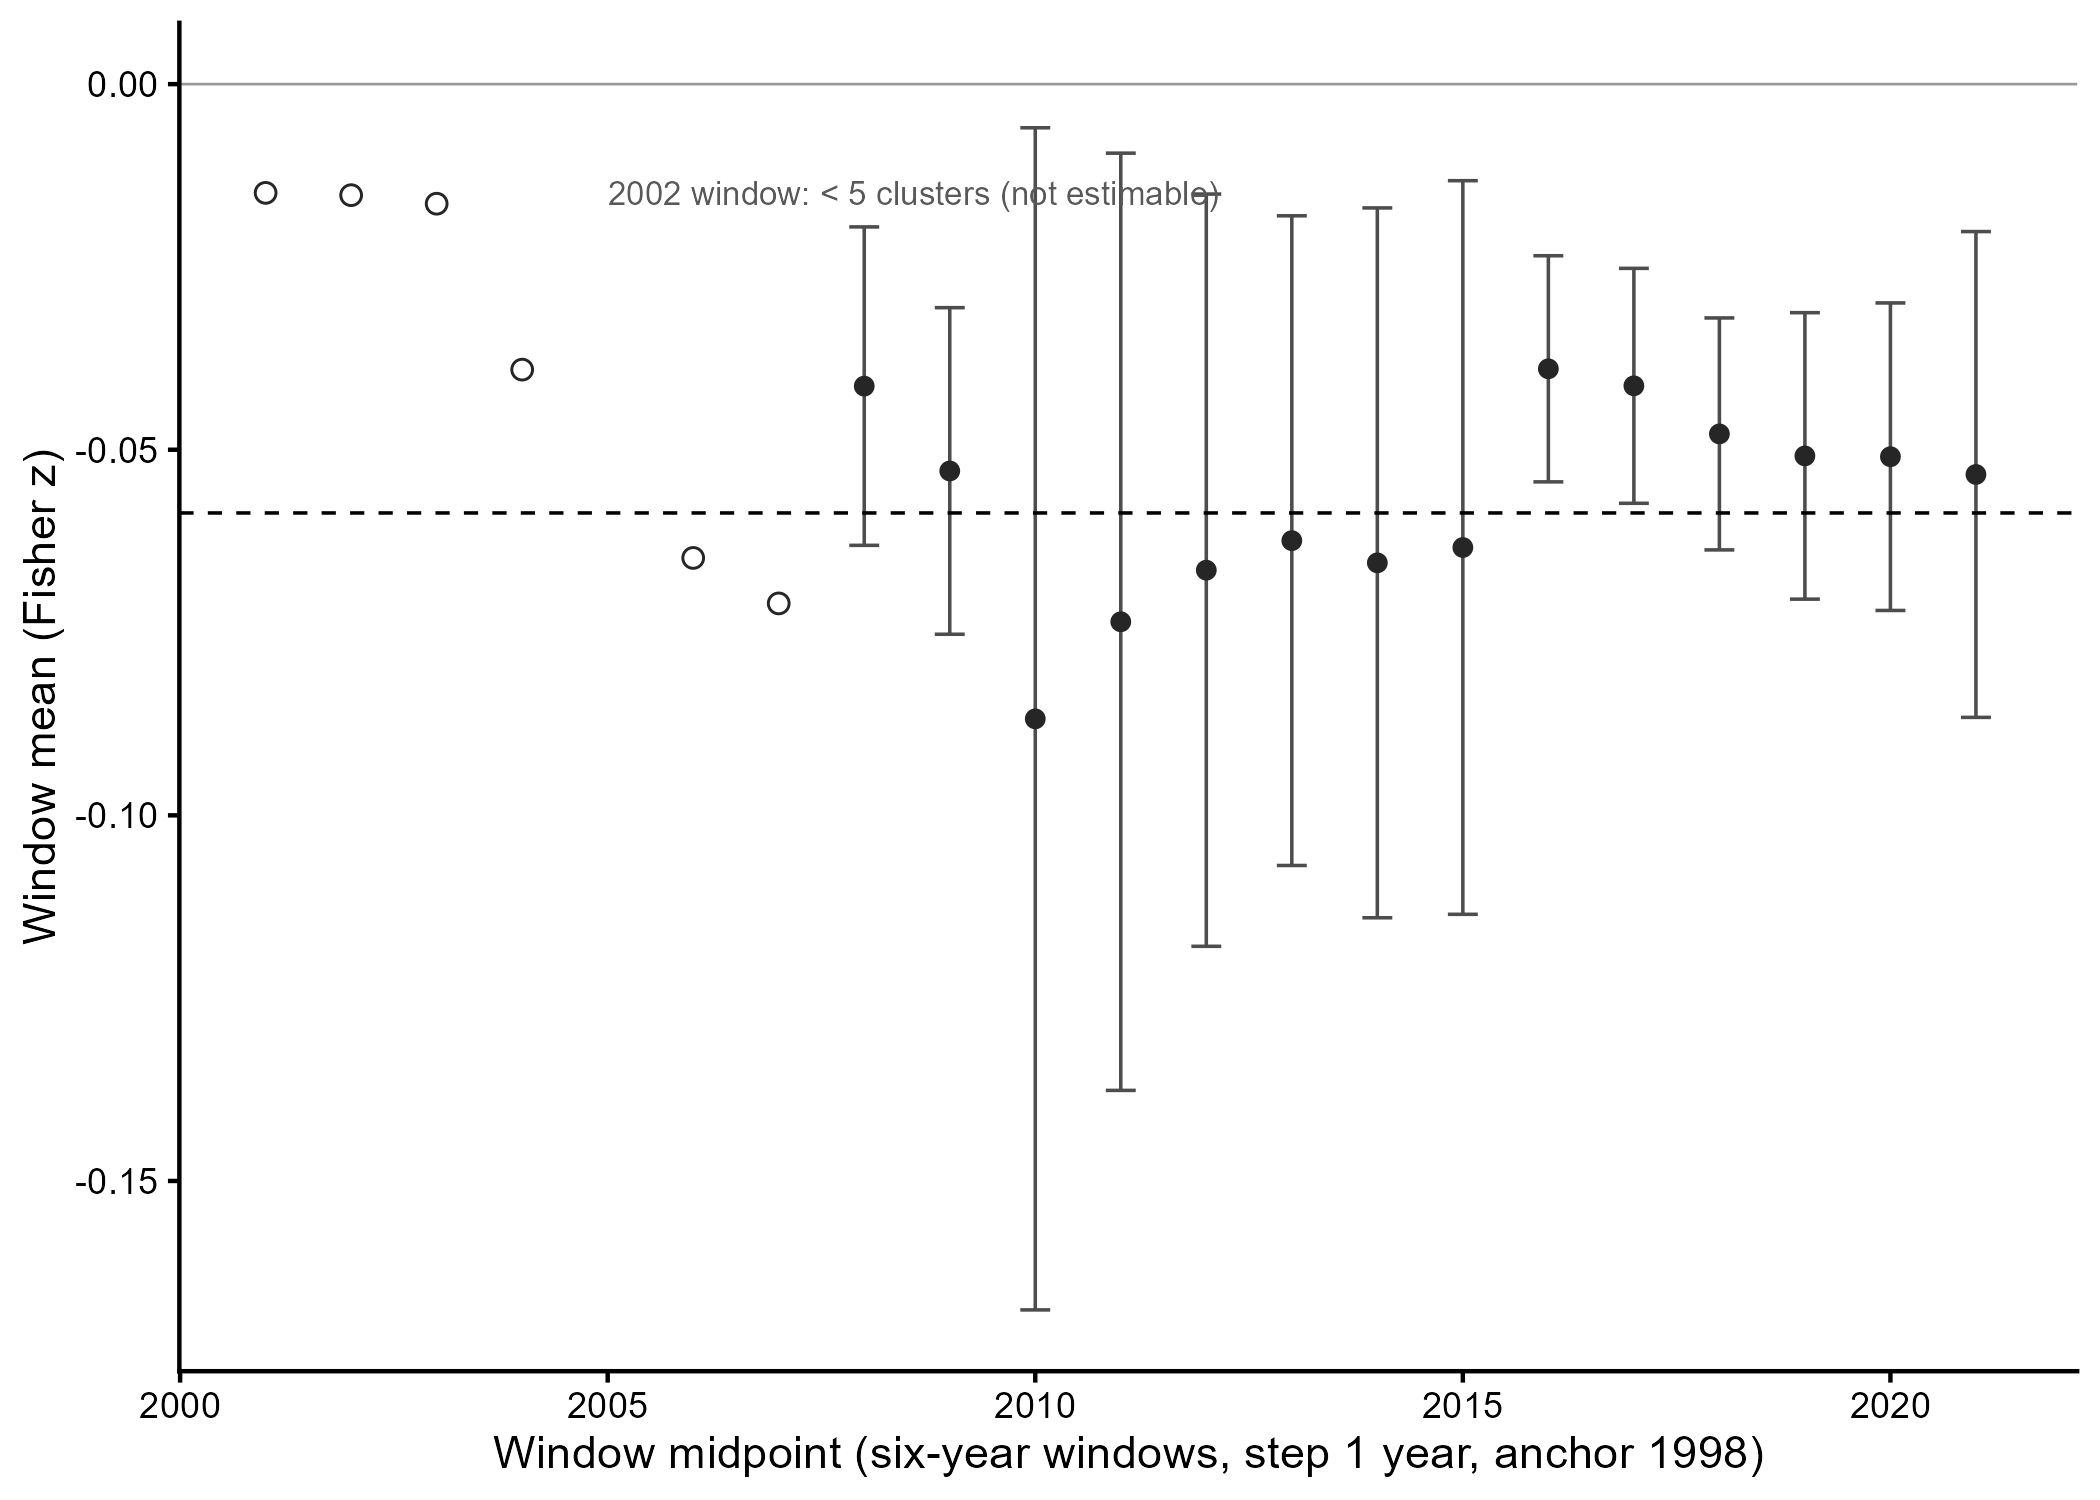 0.00
2002 window: < 5 clusters (not estimable)
-0.05
-0.10
-0.15
Window mean (Fisher z)
2000 2005 2010 2015 2020
Window midpoint (six-year windows, step 1 year, anchor 1998)